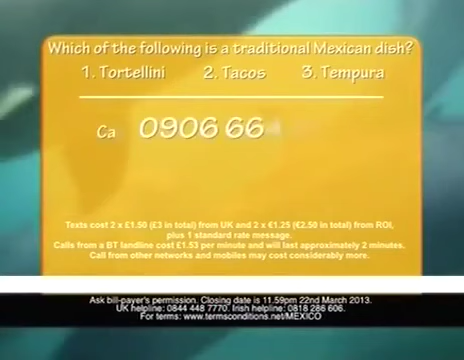 Which of the following is a traditional Mexican dish?
1. Tortellini 2. Tacos 3. Tempura
Ca 0906 66
Texts cost 2 x £1.50 (£3 in total) from UK and 2 x €1.25 (€2.50 in total) from ROI,
plus 1 standard rate message.
Calls from a BT landline cost £1.53 per minute and will last approximately 2 minutes.
Call from other networks and mobiles may cost considerably more.
Ask bill-payer's permission. Closing date is 11.59pm 22nd March 2013.
UK helpline: 0844 448 7770. Irish helpline: 0818 286 606.
For terms: www.termsconditions.net/MEXICO